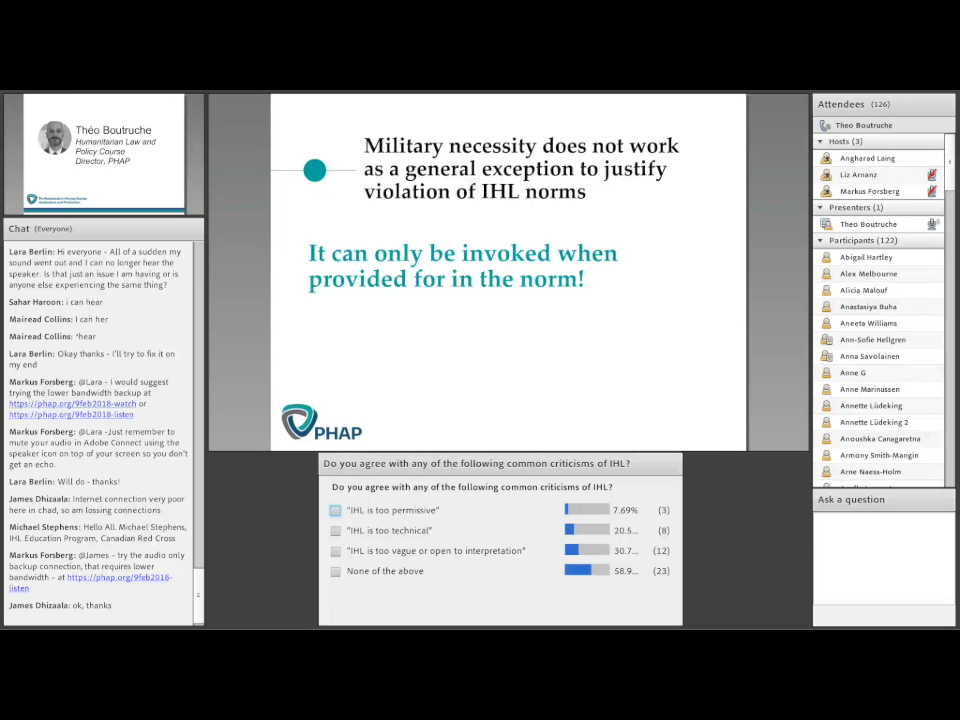 Théo Boutruche
Humanitarian Law and
Policy Course
Director, PHAP
Chat (Everyone)
Lara Berlin: Hi everyone - All of a sudden my
sound went out and I can no longer hear the
speaker. Is that just an issue I am having or is
anyone else experiencing the same thing?
Sahar Haroon: i can hear
Mairead Collins: I can her
Mairead Collins: *hear
Lara Berlin: Okay thanks - I'll try to fix it on
my end
Markus Forsberg: @Lara - I would suggest
trying the lower bandwidth backup at
https://phap.org/9feb2018-watch or
https://phap.org/9feb2018-listen
Markus Forsberg: @Lara -Just remember to
mute your audio in Adobe Connect using the
speaker icon on top of your screen so you don't
get an echo.
Lara Berlin: Will do - thanks!
James Dhizaala: Internet connection very poor
here in chad, so am lossing connections
Michael Stephens: Hello All. Michael Stephens,
IHL Education Program, Canadian Red Cross
Markus Forsberg: @James - try the audio only
backup connection, that requires lower
bandwidth - at https://phap.org/9feb2018-
listen
James Dhizaala: ok, thanks
Military necessity does not work
as a general exception to justify
violation of IHL norms
It can only be invoked when
provided for in the norm!
PHAP
Do you agree with any of the following common criticisms of IHL?
Do you agree with any of the following common criticisms of IHL?
"IHL is too permissive" 7.69% (3)
"IHL is too technical" 20.5... (8)
"IHL is too vague or open to interpretation" 30.7... (12)
None of the above 58.9... (23)
Attendees (126)
Theo Boutruche
Hosts (3)
Angharad Laing
Liz Arnanz
Markus Forsberg
Presenters (1)
Theo Boutruche
Participants (122)
Abigail Hartley
Alex Melbourne
Alicia Malouf
Anastasiya Buha
Aneeta Williams
Ann-Sofie Hellgren
Anna Savolainen
Anne G
Anne Marinussen
Annette Lüdeking
Annette Lüdeking 2
Anoushka Canagaretna
Armony Smith-Mangin
Arne Naess-Holm
Ask a question